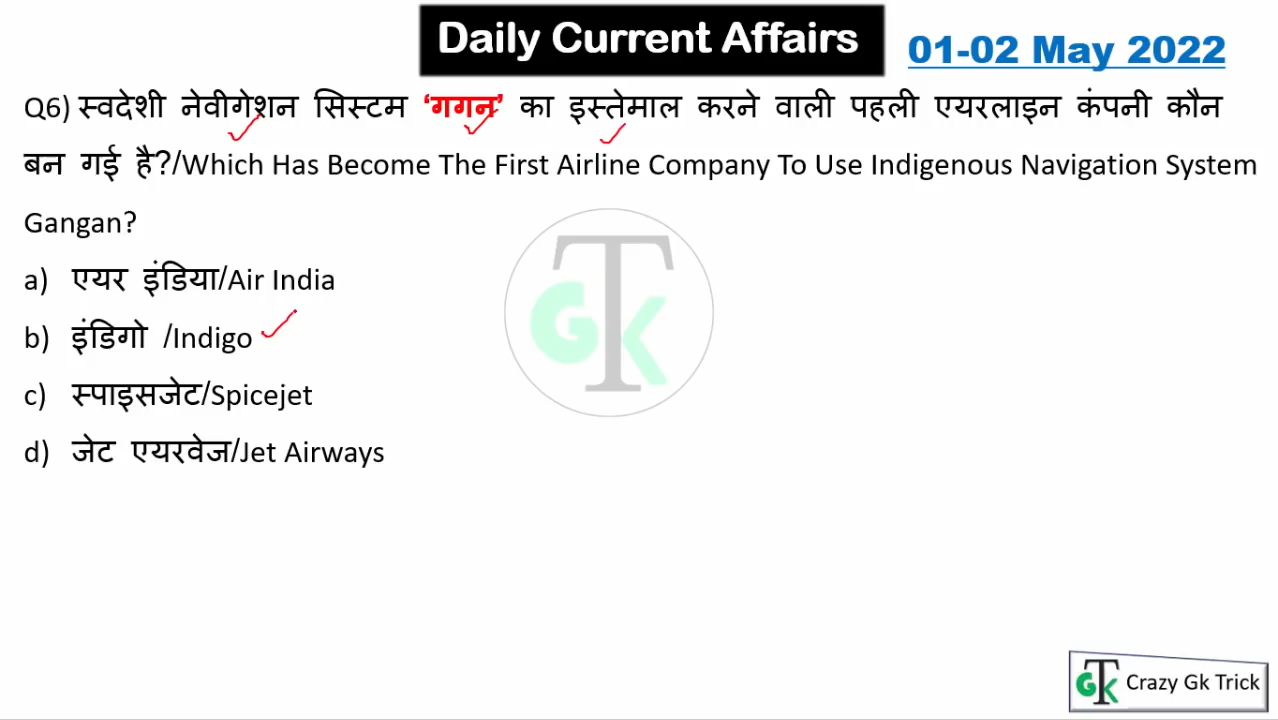 Daily Current Affairs
01-02 May 2022
Q6) स्वदेशी नेवीगेशन सिस्टम ‘गगन’ का इस्तेमाल करने वाली पहली एयरलाइन कंपनी कौन
बन गई है?/Which Has Become The First Airline Company To Use Indigenous Navigation System
Gangan?
a) एयर इंडिया/Air India
b) इंडिगो /Indigo
c) स्पाइसजेट/Spicejet
d) जेट एयरवेज/Jet Airways
GTK
GTK Crazy Gk Trick